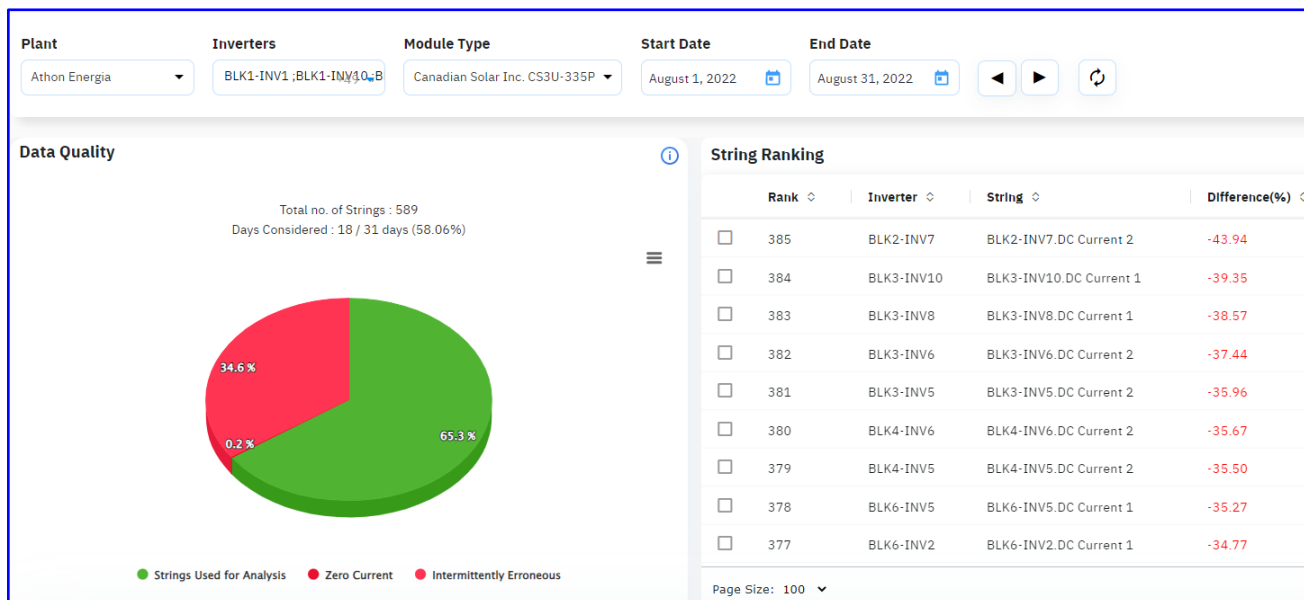 Plant
Inverters
Module Type
Start Date
End Date
Athon Energia
BLK1-INV1 ;BLK1-INV10;B
Canadian Solar Inc. CS3U-335P
August 1, 2022
August 31, 2022
Data Quality
Total no. of Strings : 589
Days Considered : 18 / 31 days (58.06%)
34.6 %
0.2 %
65.3 %
Strings Used for Analysis
Zero Current
Intermittently Erroneous
String Ranking
Rank Inverter String Difference(%)
385 BLK2-INV7 BLK2-INV7.DC Current 2 -43.94
384 BLK3-INV10 BLK3-INV10.DC Current 1 -39.35
383 BLK3-INV8 BLK3-INV8.DC Current 1 -38.57
382 BLK3-INV6 BLK3-INV6.DC Current 2 -37.44
381 BLK3-INV5 BLK3-INV5.DC Current 2 -35.96
380 BLK4-INV6 BLK4-INV6.DC Current 2 -35.67
379 BLK4-INV5 BLK4-INV5.DC Current 2 -35.50
378 BLK6-INV5 BLK6-INV5.DC Current 1 -35.27
377 BLK6-INV2 BLK6-INV2.DC Current 1 -34.77
Page Size: 100